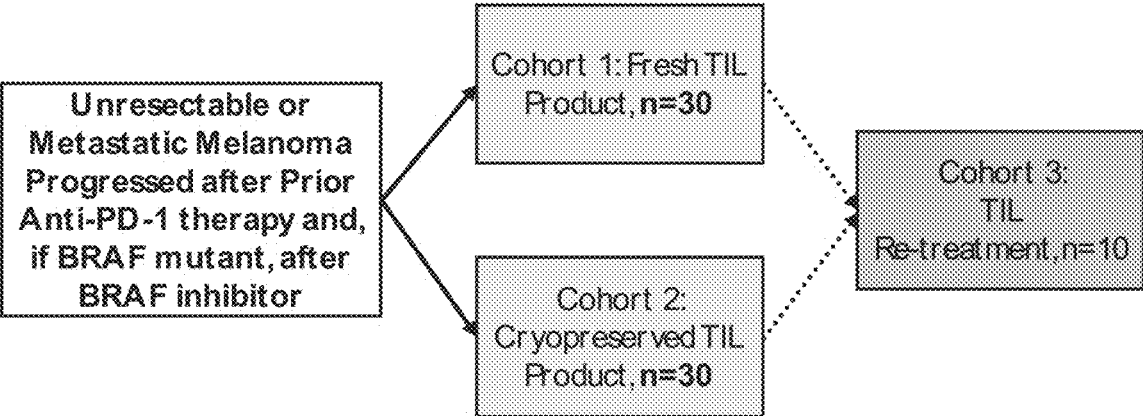 Unresectable or
Metastatic Melanoma
Progressed after Prior
Anti-PD-1 therapy and,
if BRAF mutant, after
BRAF inhibitor
Cohort 1: Fresh TIL
Product, n=30
Cohort 2:
Cryopreserved TIL
Product, n=30
Cohort 3:
TIL
Re-treatment, n=10